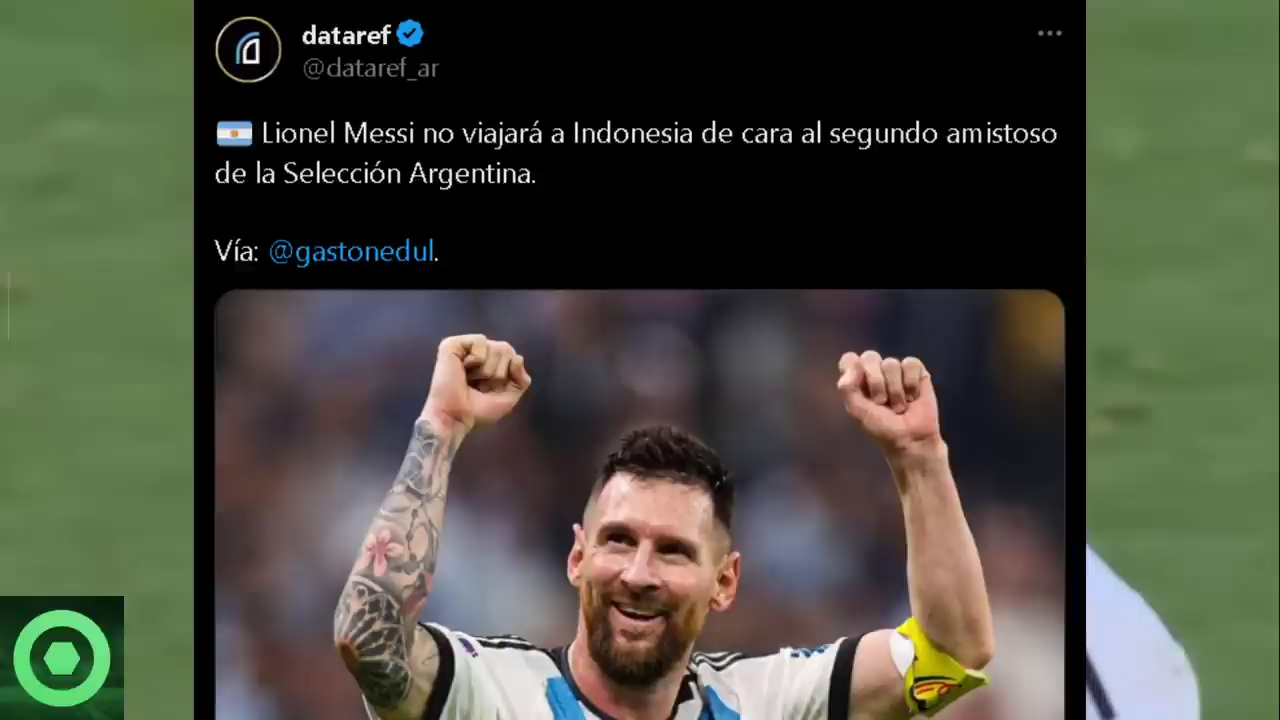 dataref
@dataref_ar
Lionel Messi no viajará a Indonesia de cara al segundo amistoso
de la Selección Argentina.
Vía: @gastonedul.